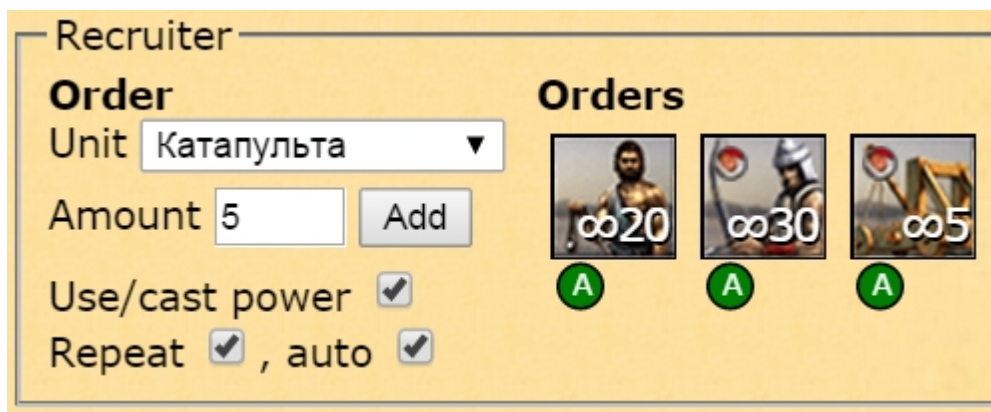 Recruiter
Order
Unit Катапульта
Amount 5 Add
Use/cast power
Repeat , auto
Orders
∞20 ∞30 ∞5
A A A